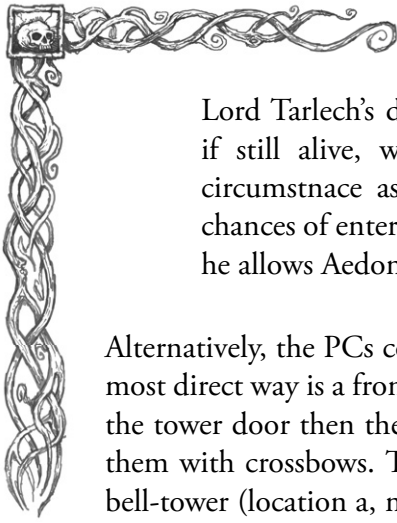 Lord Tarlech's d
if still alive, w
circumstnace as
chances of enter
he allows Aedon
Alternatively, the PCs c
most direct way is a fron
the tower door then the
them with crossbows. T
bell-tower (location a, n